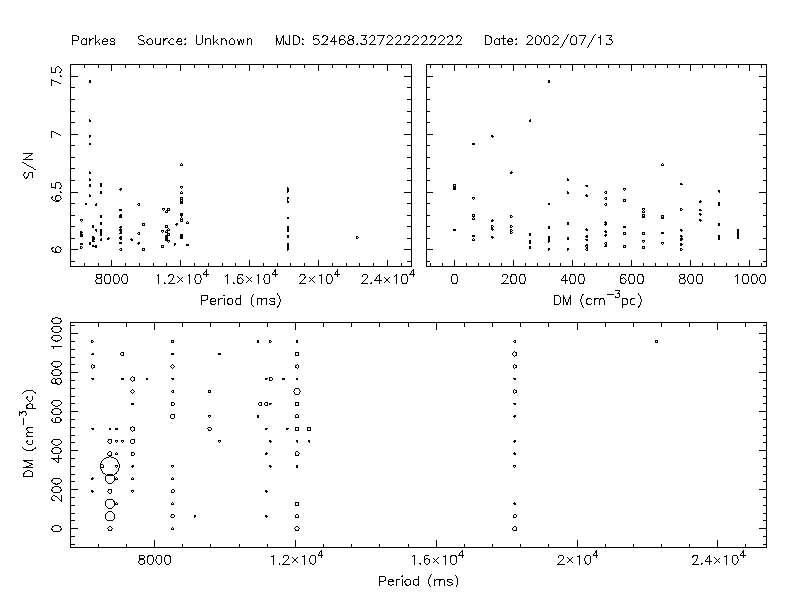 Parkes Source: Unknown MJD: 52468.327222222222 Date: 2002/07/13
7.5
7
6.5
6
S/N
8000 1.2×10⁴ 1.6×10⁴ 2×10⁴ 2.4×10⁴
Period (ms)
0 200 400 600 800 1000
DM (cm⁻³pc)
1000
800
600
400
200
0
DM (cm⁻³pc)
8000 1.2×10⁴ 1.6×10⁴ 2×10⁴ 2.4×10⁴
Period (ms)